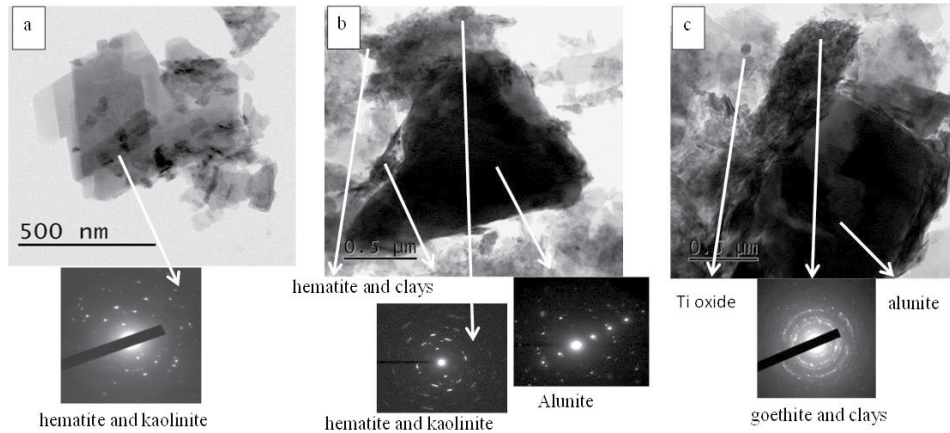 a
b
c
500 nm
0.5 µm
0.5 µm
hematite and clays
Ti oxide
alunite
hematite and kaolinite
hematite and kaolinite
Alunite
goethite and clays